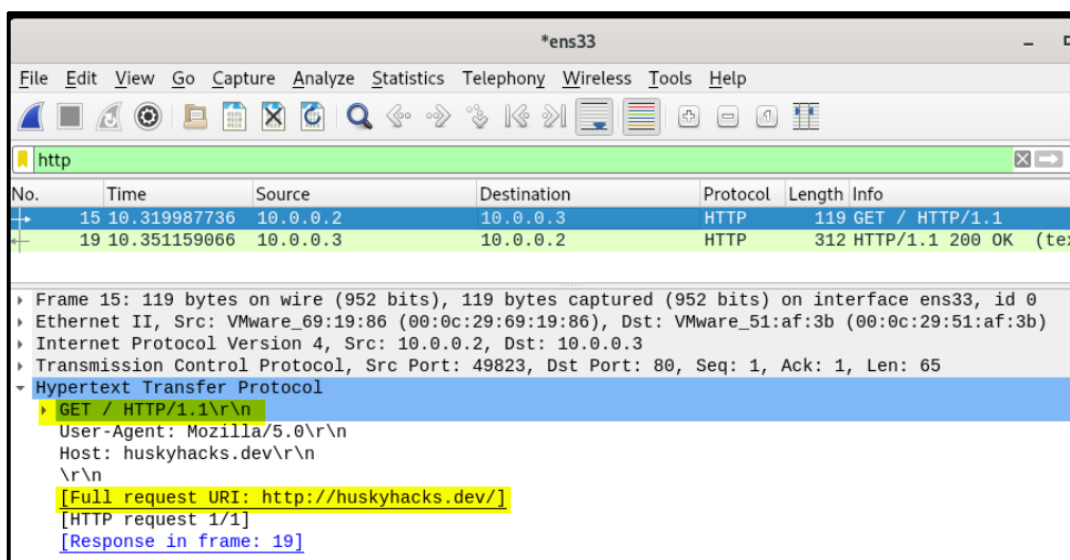 *ens33
File Edit View Go Capture Analyze Statistics Telephony Wireless Tools Help
http
No. Time Source Destination Protocol Length Info
15 10.319987736 10.0.0.2 10.0.0.3 HTTP 119 GET / HTTP/1.1
19 10.351159066 10.0.0.3 10.0.0.2 HTTP 312 HTTP/1.1 200 OK (te
Frame 15: 119 bytes on wire (952 bits), 119 bytes captured (952 bits) on interface ens33, id 0
Ethernet II, Src: VMware_69:19:86 (00:0c:29:69:19:86), Dst: VMware_51:af:3b (00:0c:29:51:af:3b)
Internet Protocol Version 4, Src: 10.0.0.2, Dst: 10.0.0.3
Transmission Control Protocol, Src Port: 49823, Dst Port: 80, Seq: 1, Ack: 1, Len: 65
Hypertext Transfer Protocol
GET / HTTP/1.1\r\n
User-Agent: Mozilla/5.0\r\n
Host: huskyhacks.dev\r\n
\r\n
[Full request URI: http://huskyhacks.dev/]
[HTTP request 1/1]
[Response in frame: 19]